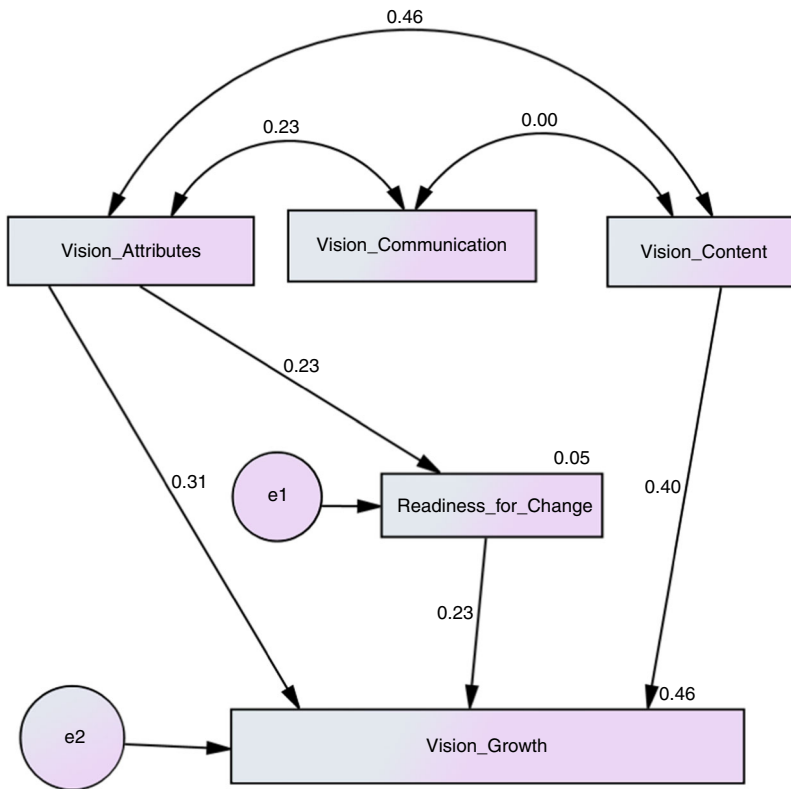 0.46
0.23
0.00
Vision_Attributes
Vision_Communication
Vision_Content
0.23
0.31
0.05
e1
Readiness_for_Change
0.40
0.23
0.46
e2
Vision_Growth